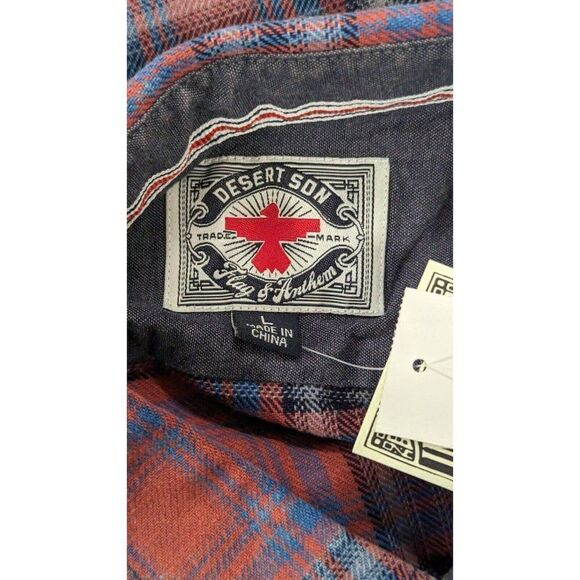 DESERT SON
TRADE MARK
Flag & Anthem
L
MADE IN
CHINA